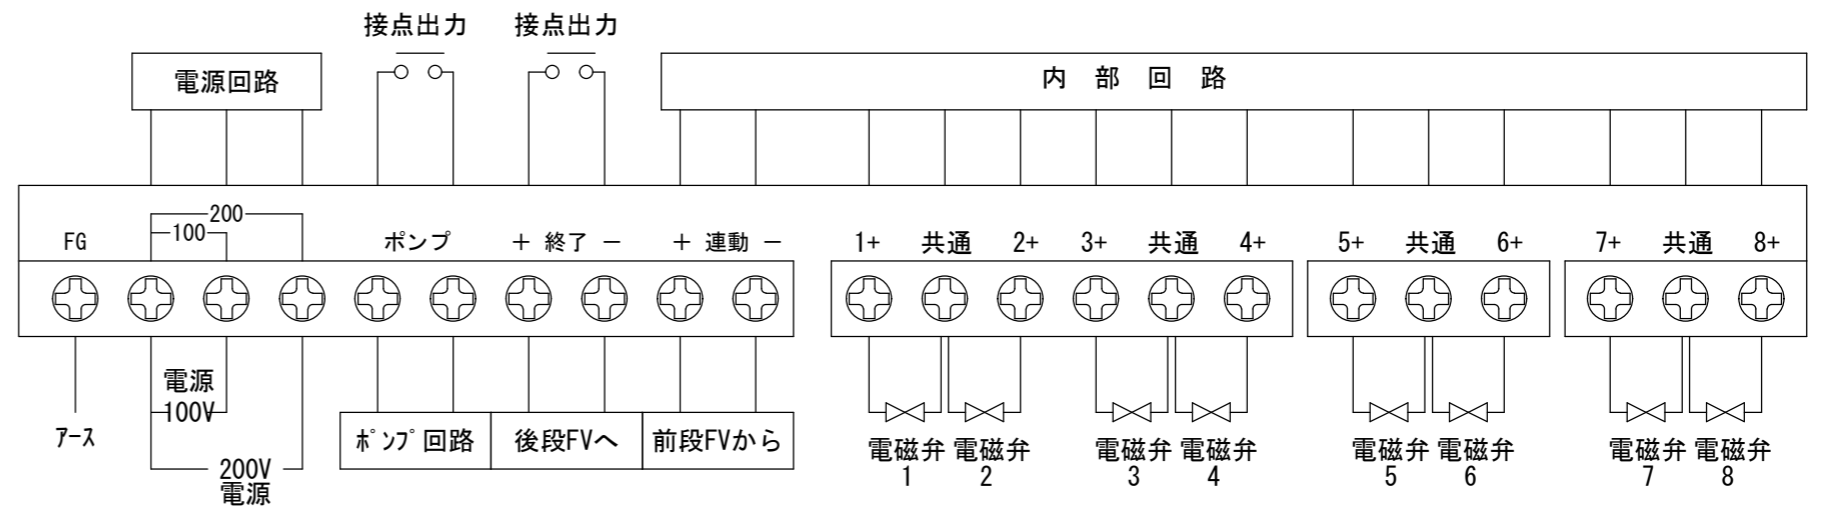 接点出力 接点出力
電源回路 内部回路
200
100
FG ポンプ + 終了 − + 連動 − 1+ 共通 2+ 3+ 共通 4+ 5+ 共通 6+ 7+ 共通 8+
電源
100V
アース ポンプ回路 後段FVへ 前段FVから 電磁弁 電磁弁 電磁弁 電磁弁 電磁弁 電磁弁 電磁弁 電磁弁
1 2 3 4 5 6 7 8
200V
電源